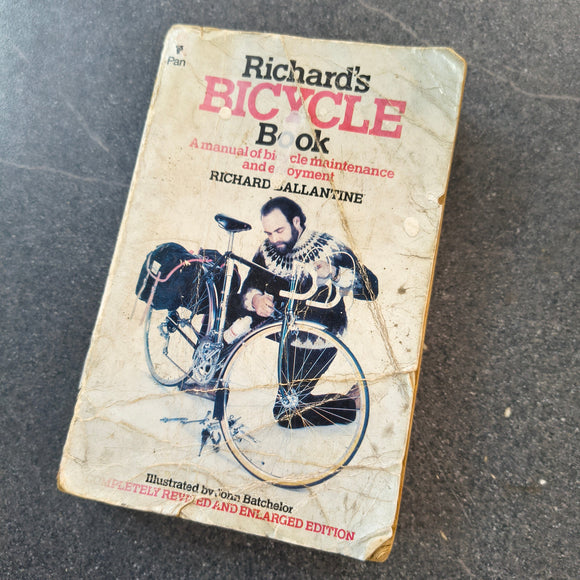 Pan
Richard's
BICYCLE
Book
A manual of bicycle maintenance
and enjoyment
RICHARD BALLANTINE
Illustrated by John Batchelor
COMPLETELY REVISED AND ENLARGED EDITION